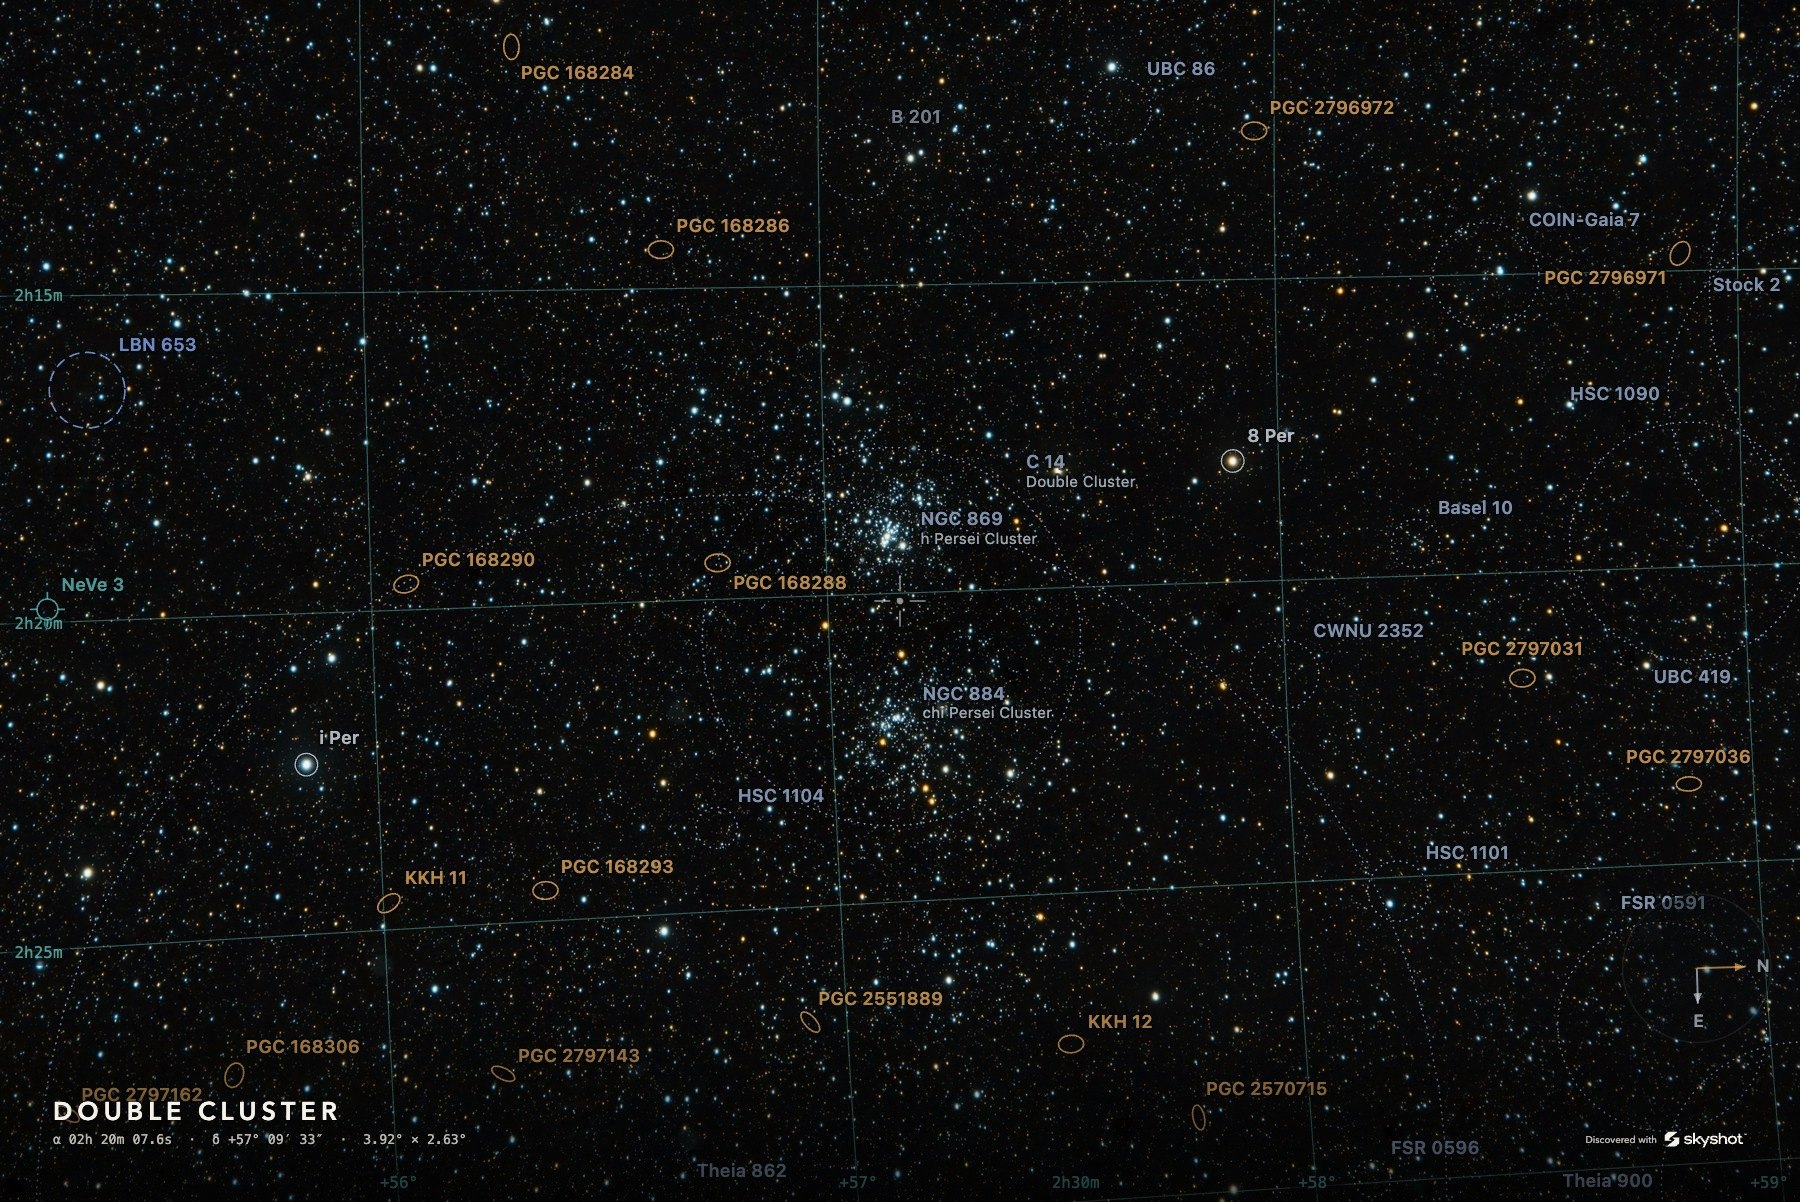 PGC 168284
UBC 86
PGC 2796972
B 201
PGC 168286
COIN-Gaia 7
PGC 2796971
Stock 2
2h15m
LBN 653
HSC 1090
8 Per
C 14
Double Cluster
Basel 10
NGC 869
h Persei Cluster
PGC 168290
PGC 168288
NeVe 3
2h20m
CWNU 2352
PGC 2797031
UBC 419
NGC 884
chi Persei Cluster
i Per
PGC 2797036
HSC 1104
HSC 1101
PGC 168293
KKH 11
FSR 0591
2h25m
N
E
PGC 2551889
KKH 12
PGC 168306
PGC 2797143
PGC 2797162
PGC 2570715
DOUBLE CLUSTER
α 02h 20m 07.6s · δ +57° 09′ 33″ · 3.92° × 2.63°
Discovered with skyshot
FSR 0596
Theia 862
Theia 900
+56°
+57°
2h30m
+58°
+59°